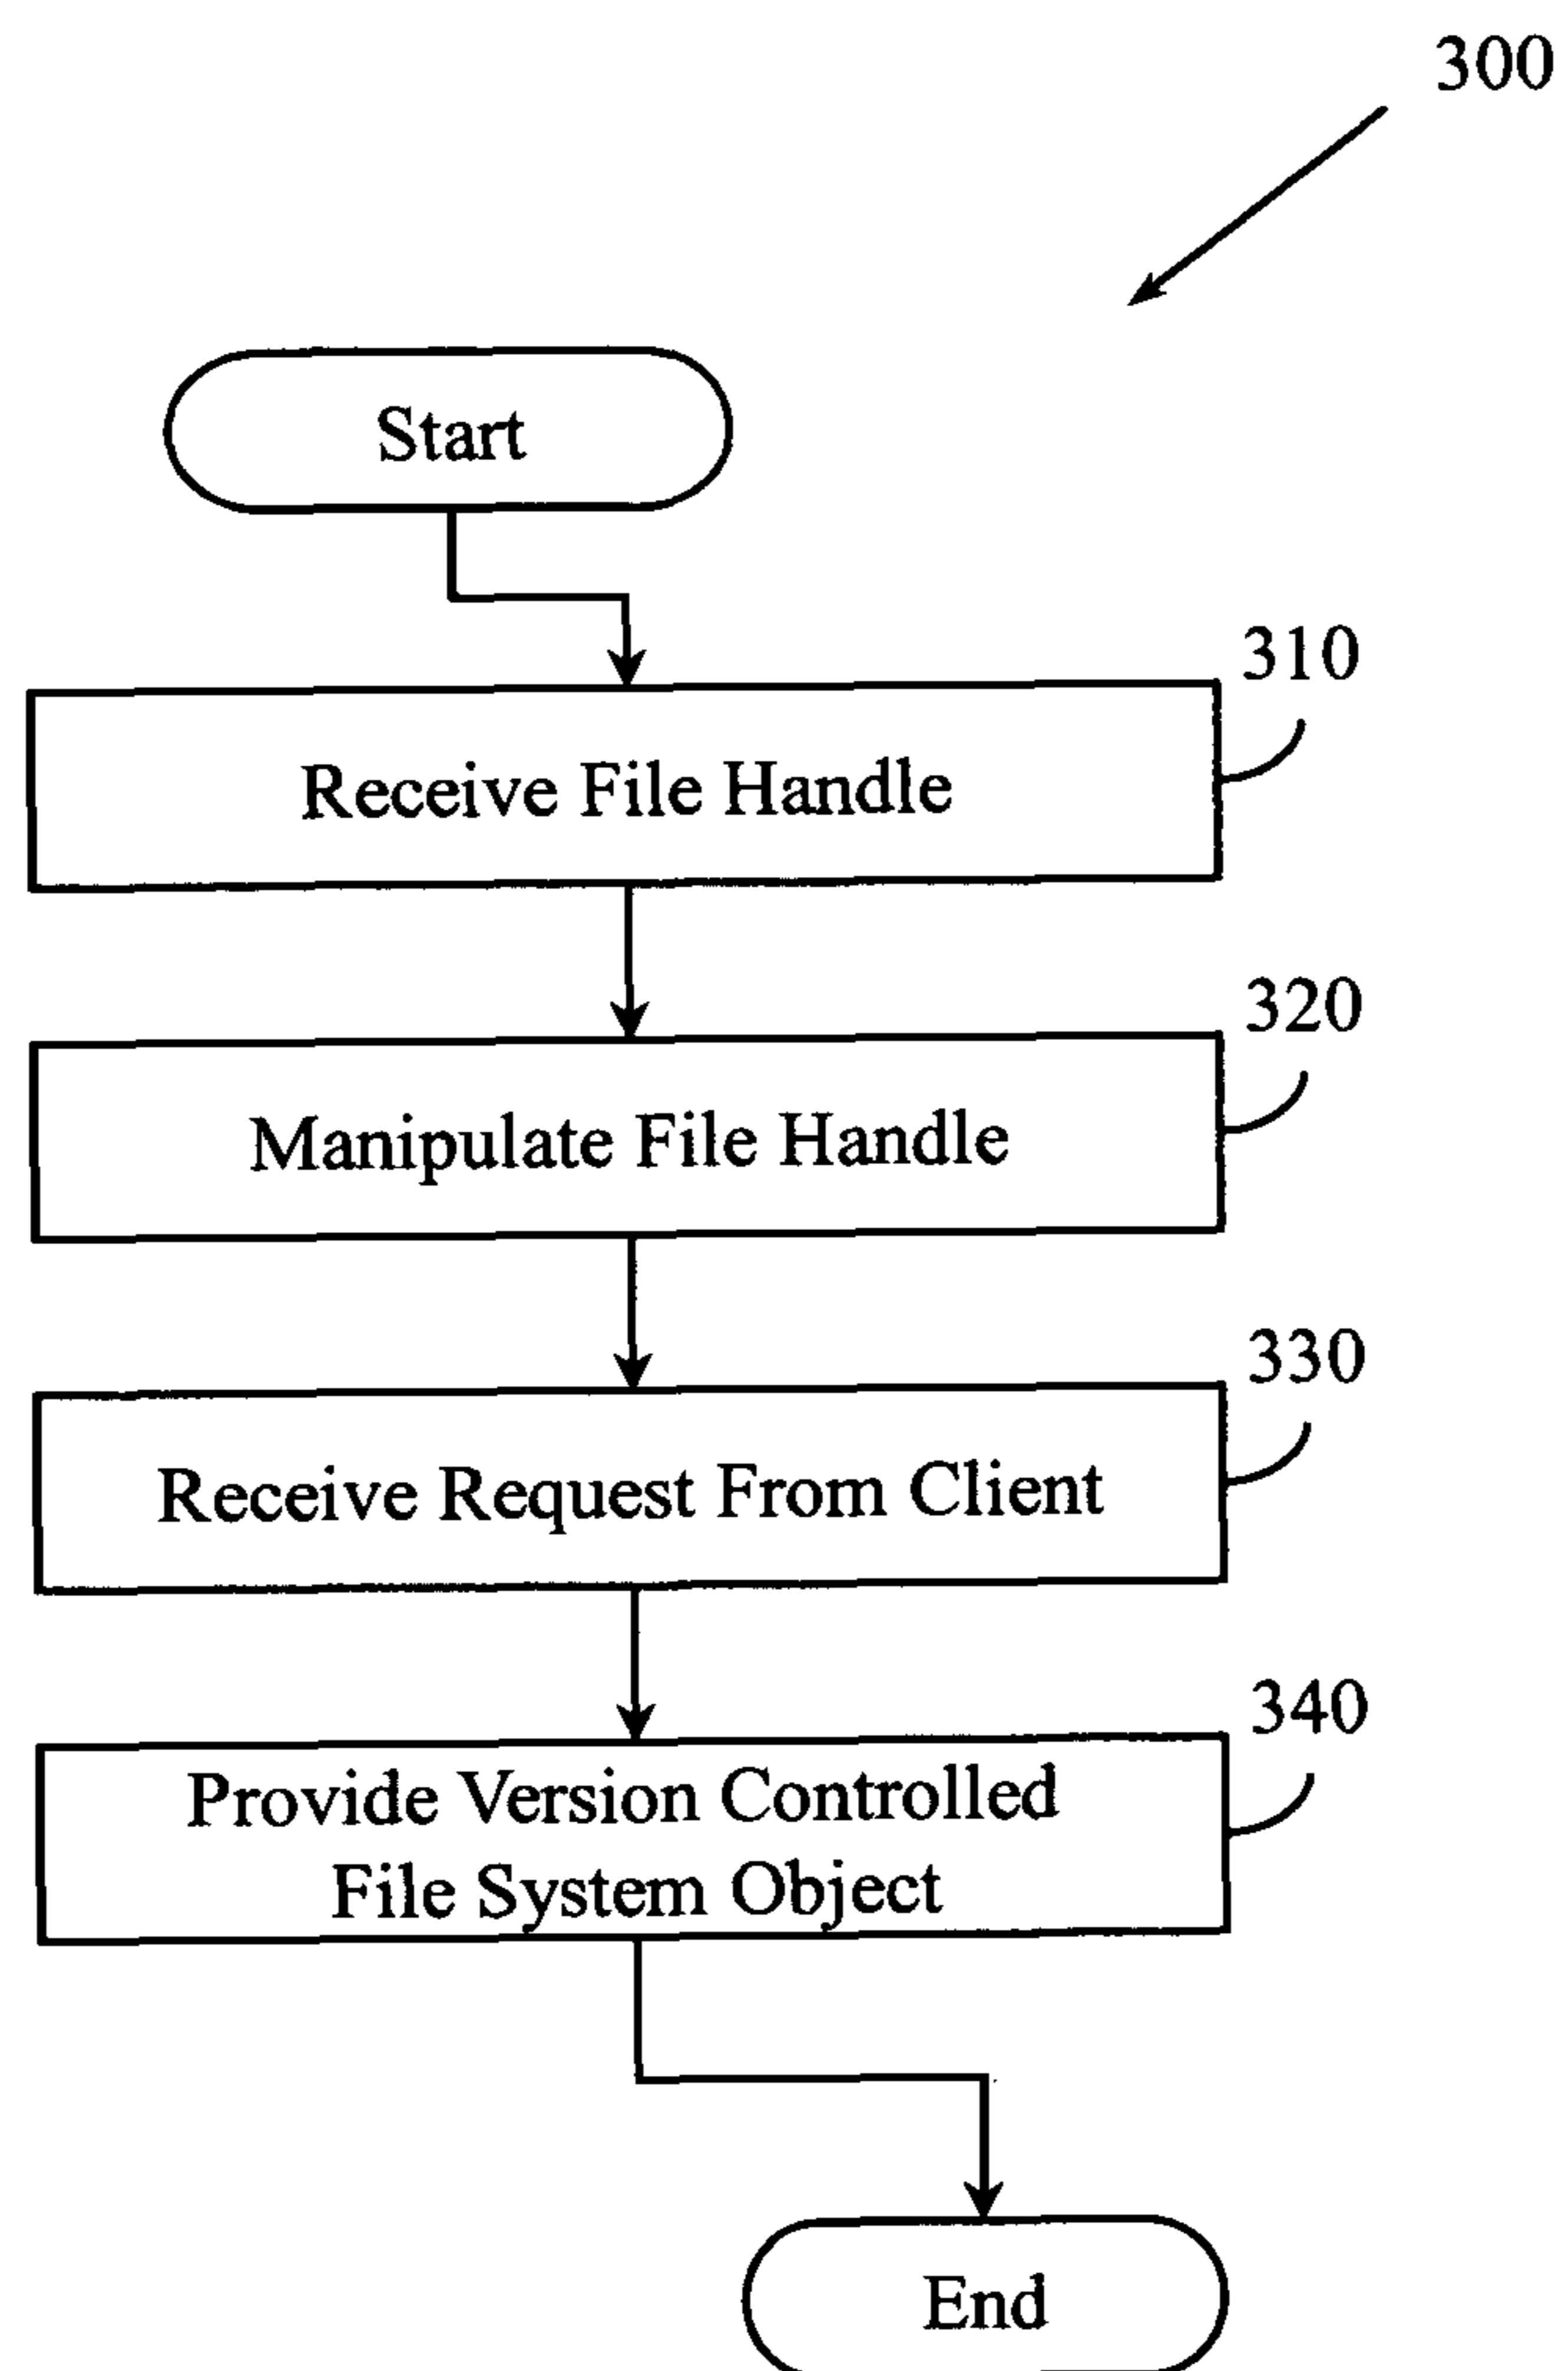 300
Start
310
Receive File Handle
320
Manipulate File Handle
330
Receive Request From Client
340
Provide Version Controlled
File System Object
End